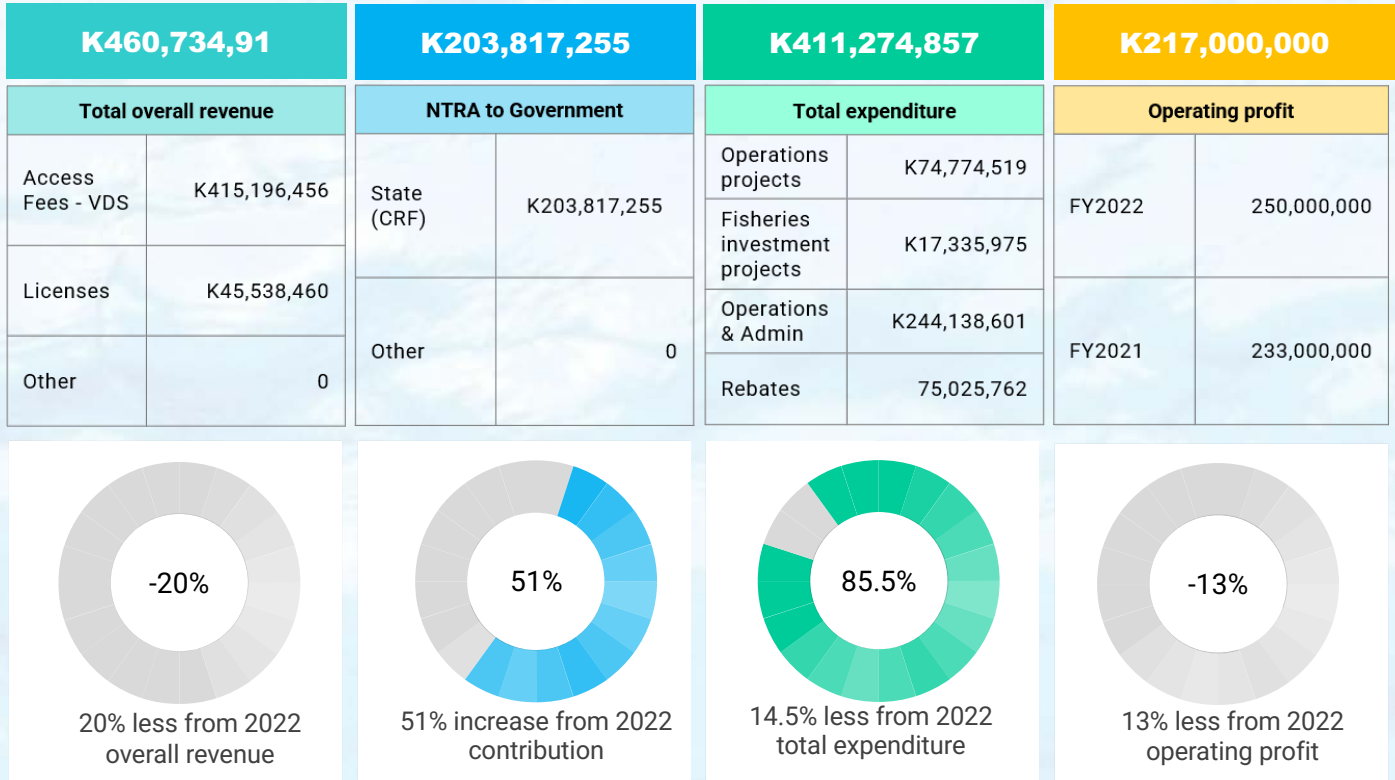 K460,734,91
K203,817,255
K411,274,857
K217,000,000
Total overall revenue
Access
Fees - VDS
K415,196,456
Licenses
K45,538,460
Other
0
NTRA to Government
State
(CRF)
K203,817,255
Other
0
Total expenditure
Operations
projects
K74,774,519
Fisheries
investment
projects
K17,335,975
Operations
& Admin
K244,138,601
Rebates
75,025,762
Operating profit
FY2022
250,000,000
FY2021
233,000,000
-20%
20% less from 2022
overall revenue
51%
51% increase from 2022
contribution
85.5%
14.5% less from 2022
total expenditure
-13%
13% less from 2022
operating profit